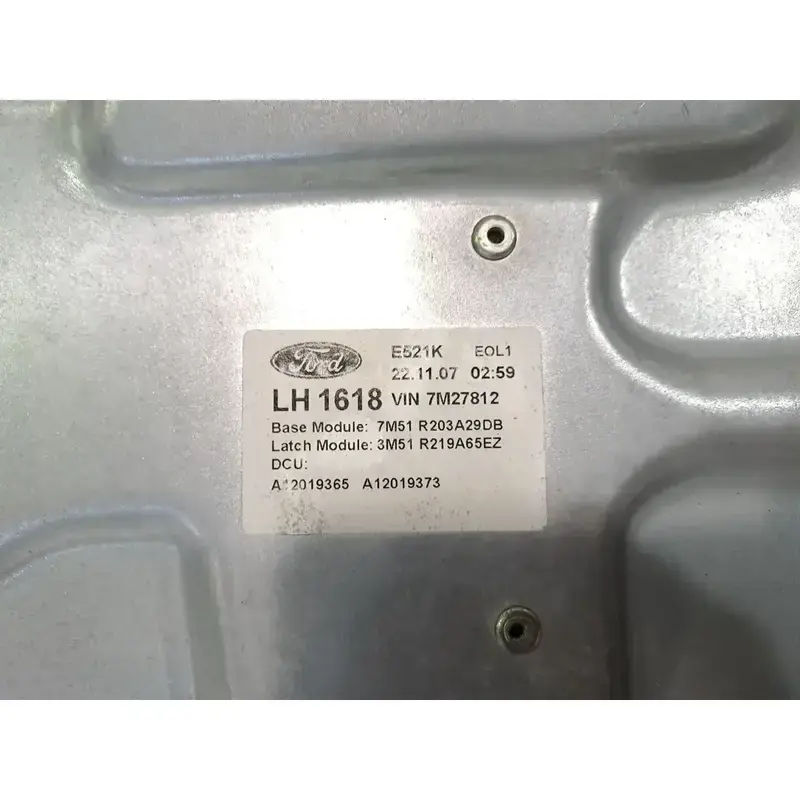 Ford E521K EOL1
22.11.07 02:59
LH 1618 VIN 7M27812
Base Module: 7M51 R203A29DB
Latch Module: 3M51 R219A65EZ
DCU:
A12019365 A12019373